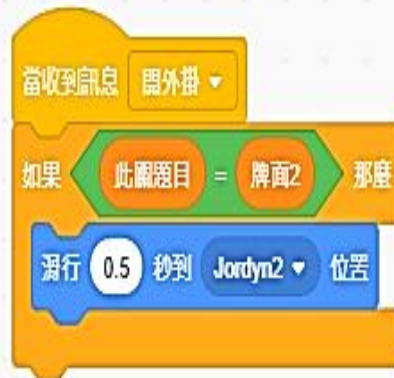 當收到訊息 開外掛
如果 此圖題目 = 牌面2 那麼
滑行 0.5 秒到 Jordyn2 位置